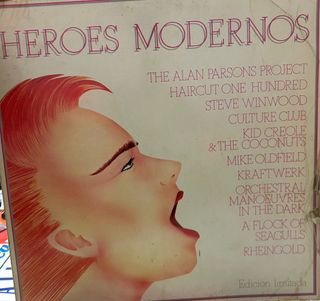 HEROES MODERNOS
THE ALAN PARSONS PROJECT
HAIRCUT ONE HUNDRED
STEVE WINWOOD
CULTURE CLUB
KID CREOLE
& THE COCONUTS
MIKE OLDFIELD
KRAFTWERK
ORCHESTRAL
MANOEUVRES
IN THE DARK
A FLOCK OF
SEAGULLS
RHEINGOLD
Edición limitada